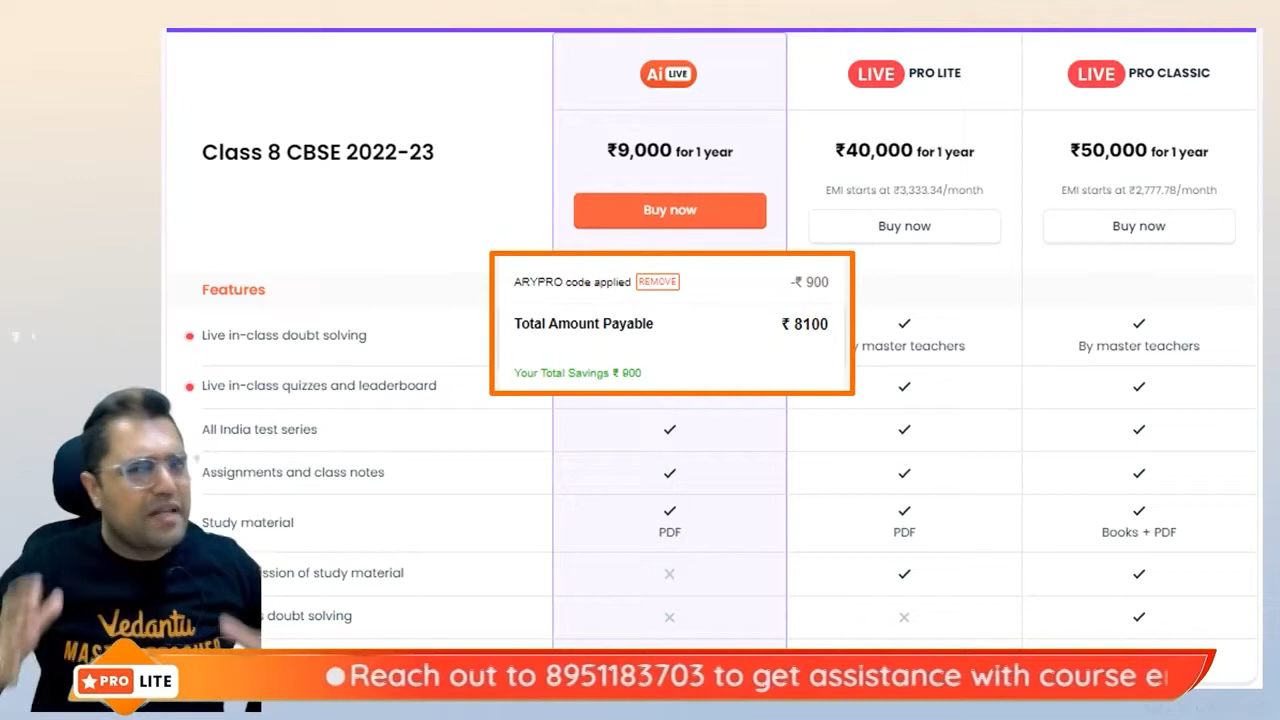 Ai LIVE
LIVE PRO LITE
LIVE PRO CLASSIC
Class 8 CBSE 2022-23
₹9,000 for 1 year
₹40,000 for 1 year
₹50,000 for 1 year
EMI starts at ₹3,333.34/month
EMI starts at ₹2,777.78/month
Buy now
Buy now
Buy now
Features
ARYPRO code applied REMOVE -₹ 900
Total Amount Payable ₹ 8100
Your Total Savings ₹ 900
Live in-class doubt solving
master teachers
By master teachers
Live in-class quizzes and leaderboard
All India test series
Assignments and class notes
Study material
PDF
PDF
Books + PDF
ssion of study material
doubt solving
Vedantu
MASTER TEACHER
PRO LITE
Reach out to 8951183703 to get assistance with course e